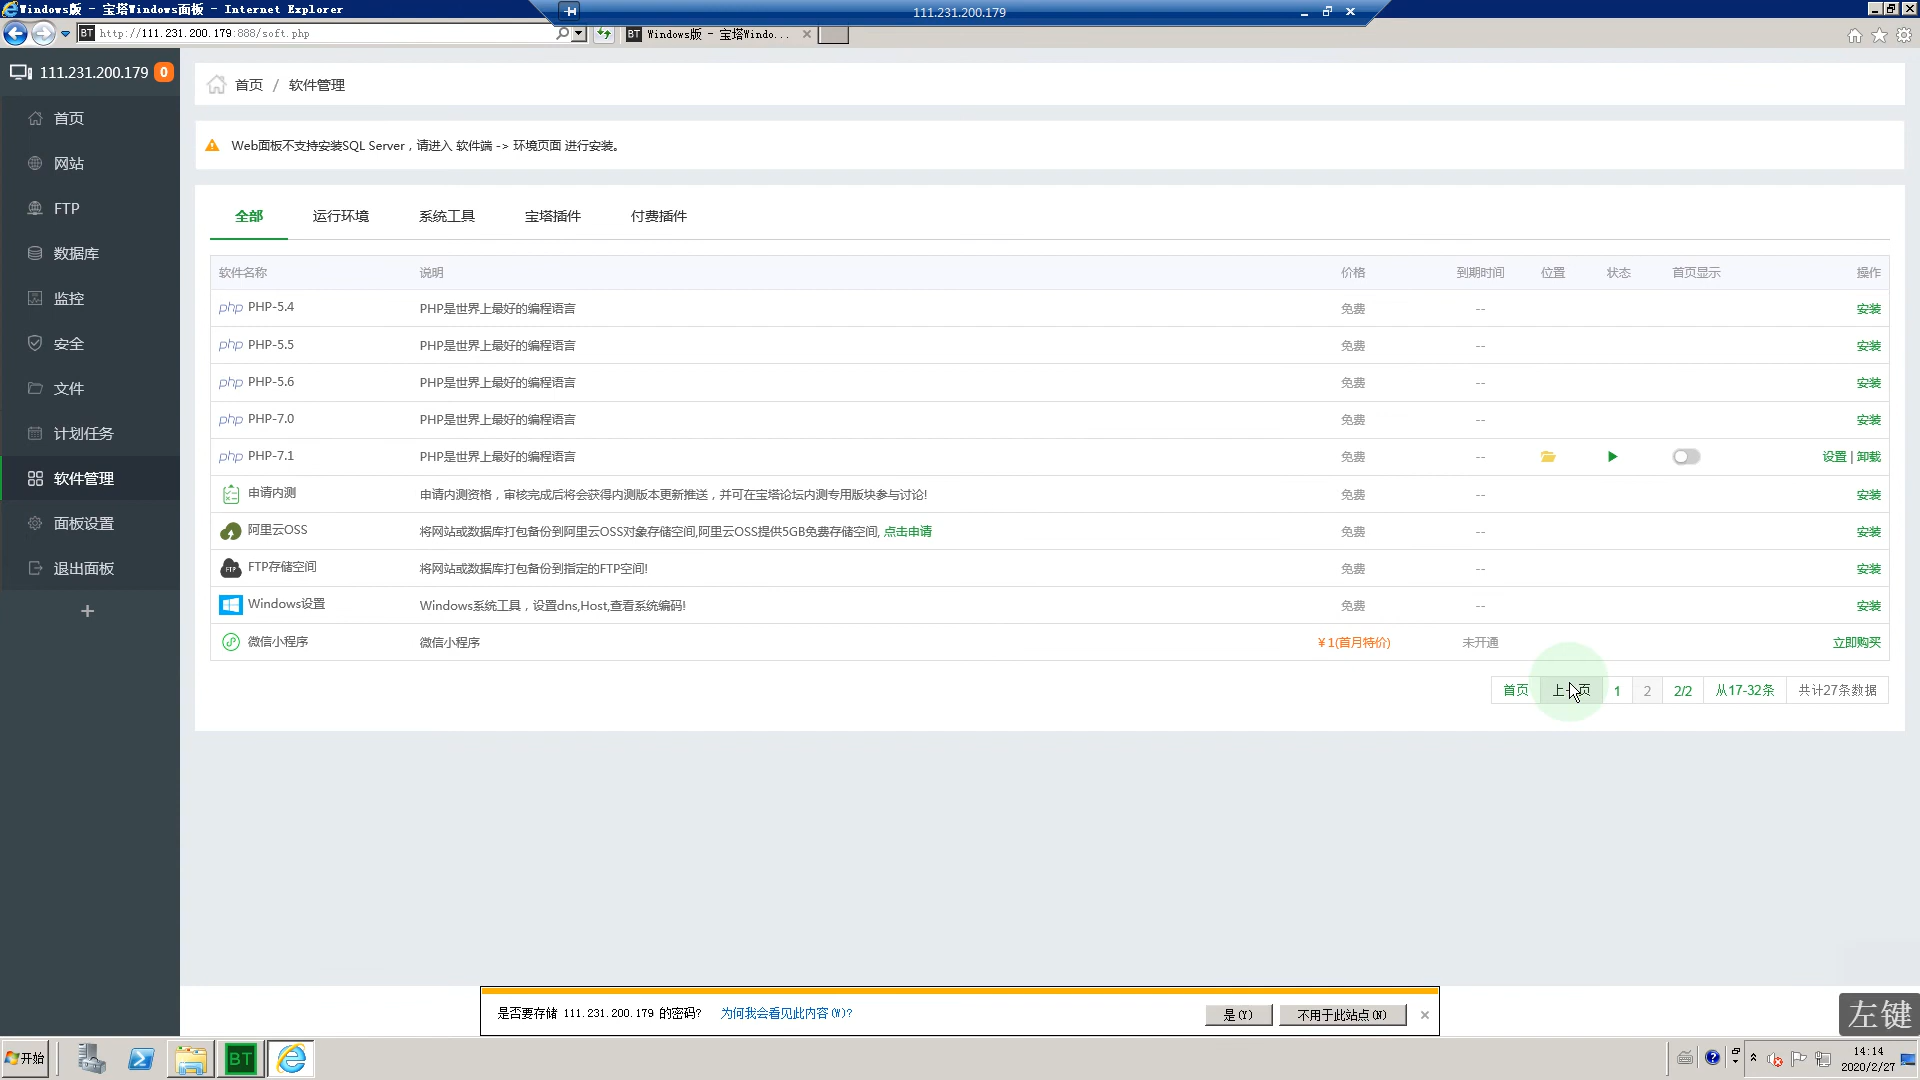 Windows版 - 宝塔Windows面板 - Internet Explorer
111.231.200.179
BT http://111.231.200.179:888/soft.php
BT Windows版 - 宝塔Windo...
111.231.200.179 0
首页
网站
FTP
数据库
监控
安全
文件
计划任务
软件管理
面板设置
退出面板
首页 / 软件管理
Web面板不支持安装SQL Server，请进入 软件端 -> 环境页面 进行安装。
全部 运行环境 系统工具 宝塔插件 付费插件
软件名称 说明 价格 到期时间 位置 状态 首页显示 操作
php PHP-5.4 PHP是世界上最好的编程语言 免费 -- 安装
php PHP-5.5 PHP是世界上最好的编程语言 免费 -- 安装
php PHP-5.6 PHP是世界上最好的编程语言 免费 -- 安装
php PHP-7.0 PHP是世界上最好的编程语言 免费 -- 安装
php PHP-7.1 PHP是世界上最好的编程语言 免费 -- 设置 | 卸载
申请内测 申请内测资格，审核完成后将会获得内测版本更新推送，并可在宝塔论坛内测专用版块参与讨论! 免费 -- 安装
阿里云OSS 将网站或数据库打包备份到阿里云OSS对象存储空间,阿里云OSS提供5GB免费存储空间, 点击申请 免费 -- 安装
FTP FTP存储空间 将网站或数据库打包备份到指定的FTP空间! 免费 -- 安装
Windows设置 Windows系统工具，设置dns,Host,查看系统编码! 免费 -- 安装
微信小程序 微信小程序 ￥1(首月特价) 未开通 立即购买
首页 上一页 1 2 2/2 从17-32条 共计27条数据
是否要存储 111.231.200.179 的密码? 为何我会看见此内容(W)? 是(Y) 不用于此站点(N)
左键
开始 BT
14:14
2020/2/27